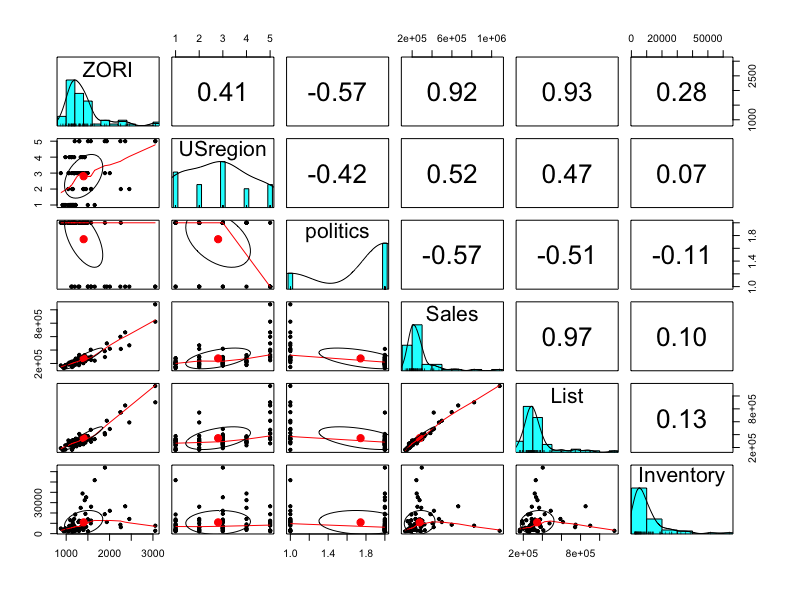 1 2 3 4 5 2e+05 6e+05 1e+06 0 20000 60000
ZORI 0.41 -0.57 0.92 0.93 0.28 1000 2500
1 2 3 4 5 USregion -0.42 0.52 0.47 0.07
politics -0.57 -0.51 -0.11 1.0 1.4 1.8
2e+05 8e+05 Sales 0.97 0.10
List 0.13 2e+05 8e+05
0 30000 Inventory
1000 2000 3000 1.0 1.4 1.8 2e+05 8e+05